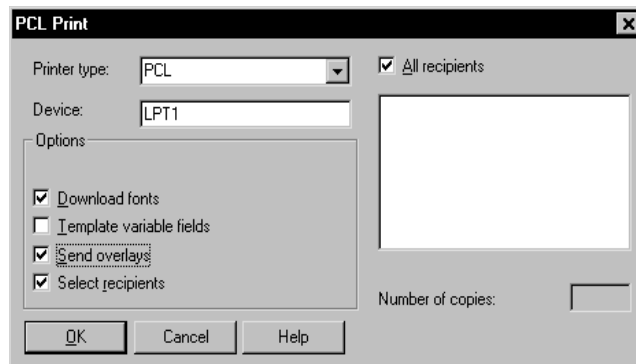 PCL Print
Printer type:
PCL
Device:
LPT1
Options
Download fonts
Template variable fields
Send overlays
Select recipients
OK
Cancel
Help
All recipients
Number of copies: